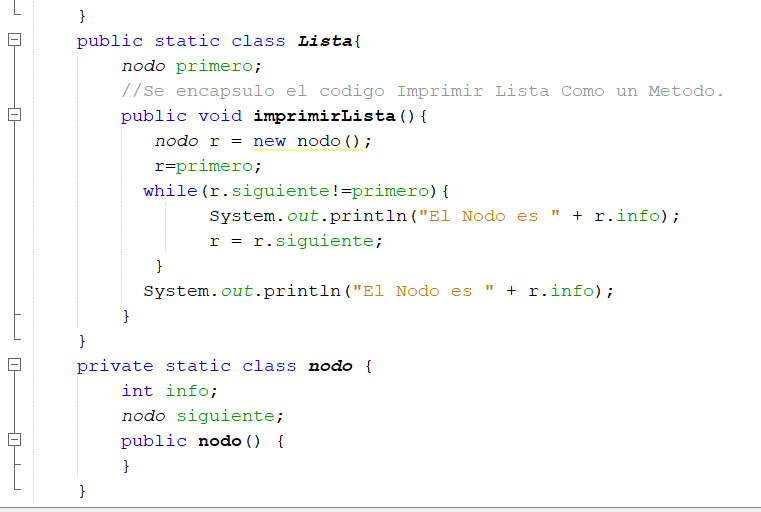 }
public static class Lista{
nodo primero;
//Se encapsulo el codigo Imprimir Lista Como un Metodo.
public void imprimirLista(){
nodo r = new nodo();
r=primero;
while(r.siguiente!=primero){
System.out.println("El Nodo es " + r.info);
r = r.siguiente;
}
System.out.println("El Nodo es " + r.info);
}
}
private static class nodo {
int info;
nodo siguiente;
public nodo() {
}
}